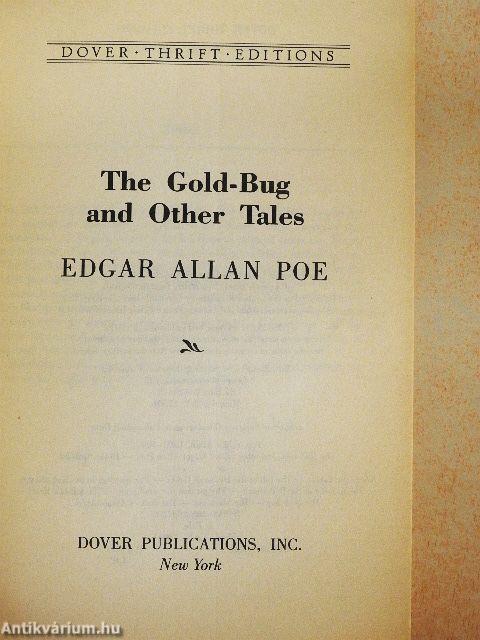 DOVER · THRIFT · EDITIONS
The Gold-Bug
and Other Tales
EDGAR ALLAN POE
DOVER PUBLICATIONS, INC.
New York
Antikvárium.hu